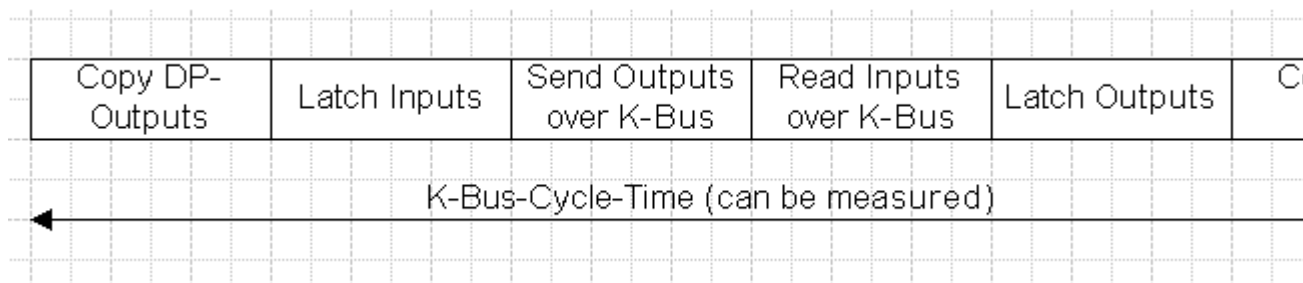 Copy DP-
Outputs
Latch Inputs
Send Outputs
over K-Bus
Read Inputs
over K-Bus
Latch Outputs
K-Bus-Cycle-Time (can be measured)